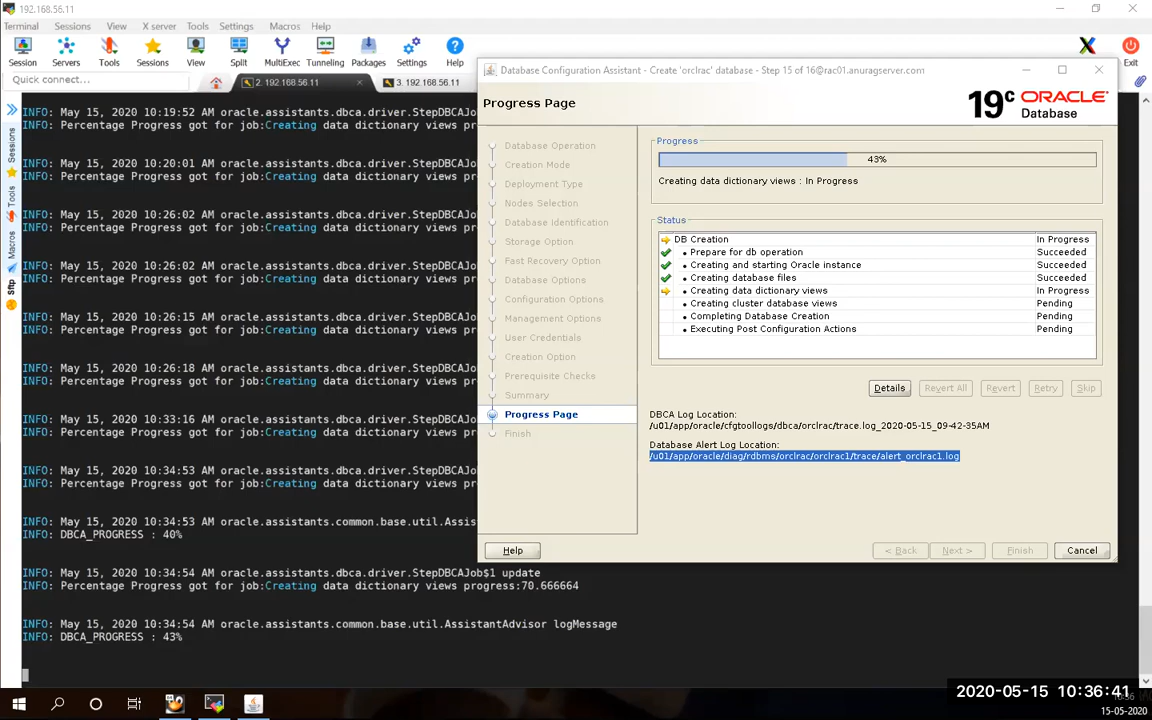 192.168.56.11
Terminal Sessions View X server Tools Settings Macros Help
Session Servers Tools Sessions View Split MultiExec Tunneling Packages Settings Help
Exit
Quick connect...
2. 192.168.56.11
3. 192.168.56.11
Sessions
Tools
Macros
Sftp
INFO: May 15, 2020 10:19:52 AM oracle.assistants.dbca.driver.StepDBCAJo
INFO: Percentage Progress got for job:Creating data dictionary views pr
INFO: May 15, 2020 10:20:01 AM oracle.assistants.dbca.driver.StepDBCAJo
INFO: Percentage Progress got for job:Creating data dictionary views pr
INFO: May 15, 2020 10:26:02 AM oracle.assistants.dbca.driver.StepDBCAJo
INFO: Percentage Progress got for job:Creating data dictionary views pr
INFO: May 15, 2020 10:26:02 AM oracle.assistants.dbca.driver.StepDBCAJo
INFO: Percentage Progress got for job:Creating data dictionary views pr
INFO: May 15, 2020 10:26:15 AM oracle.assistants.dbca.driver.StepDBCAJo
INFO: Percentage Progress got for job:Creating data dictionary views pr
INFO: May 15, 2020 10:26:18 AM oracle.assistants.dbca.driver.StepDBCAJo
INFO: Percentage Progress got for job:Creating data dictionary views pr
INFO: May 15, 2020 10:33:16 AM oracle.assistants.dbca.driver.StepDBCAJo
INFO: Percentage Progress got for job:Creating data dictionary views pr
INFO: May 15, 2020 10:34:53 AM oracle.assistants.dbca.driver.StepDBCAJo
INFO: Percentage Progress got for job:Creating data dictionary views pr
INFO: May 15, 2020 10:34:53 AM oracle.assistants.common.base.util.Assis
INFO: DBCA_PROGRESS : 40%
INFO: May 15, 2020 10:34:54 AM oracle.assistants.dbca.driver.StepDBCAJob$1 update
INFO: Percentage Progress got for job:Creating data dictionary views progress:70.666664
INFO: May 15, 2020 10:34:54 AM oracle.assistants.common.base.util.AssistantAdvisor logMessage
INFO: DBCA_PROGRESS : 43%
Database Configuration Assistant - Create 'orclrac' database - Step 15 of 16@rac01.anuragserver.com
Progress Page
19c ORACLE
Database
Database Operation
Creation Mode
Deployment Type
Nodes Selection
Database Identification
Storage Option
Fast Recovery Option
Database Options
Configuration Options
Management Options
User Credentials
Creation Option
Prerequisite Checks
Summary
Progress Page
Finish
Progress
43%
Creating data dictionary views : In Progress
Status
DB Creation In Progress
• Prepare for db operation Succeeded
• Creating and starting Oracle instance Succeeded
• Creating database files Succeeded
• Creating data dictionary views In Progress
• Creating cluster database views Pending
• Completing Database Creation Pending
• Executing Post Configuration Actions Pending
Details Revert All Revert Retry Skip
DBCA Log Location:
/u01/app/oracle/cfgtoollogs/dbca/orclrac/trace.log_2020-05-15_09-42-35AM
Database Alert Log Location:
/u01/app/oracle/diag/rdbms/orclrac/orclrac1/trace/alert_orclrac1.log
Help < Back Next > Finish Cancel
2020-05-15 10:36:41
15-05-2020